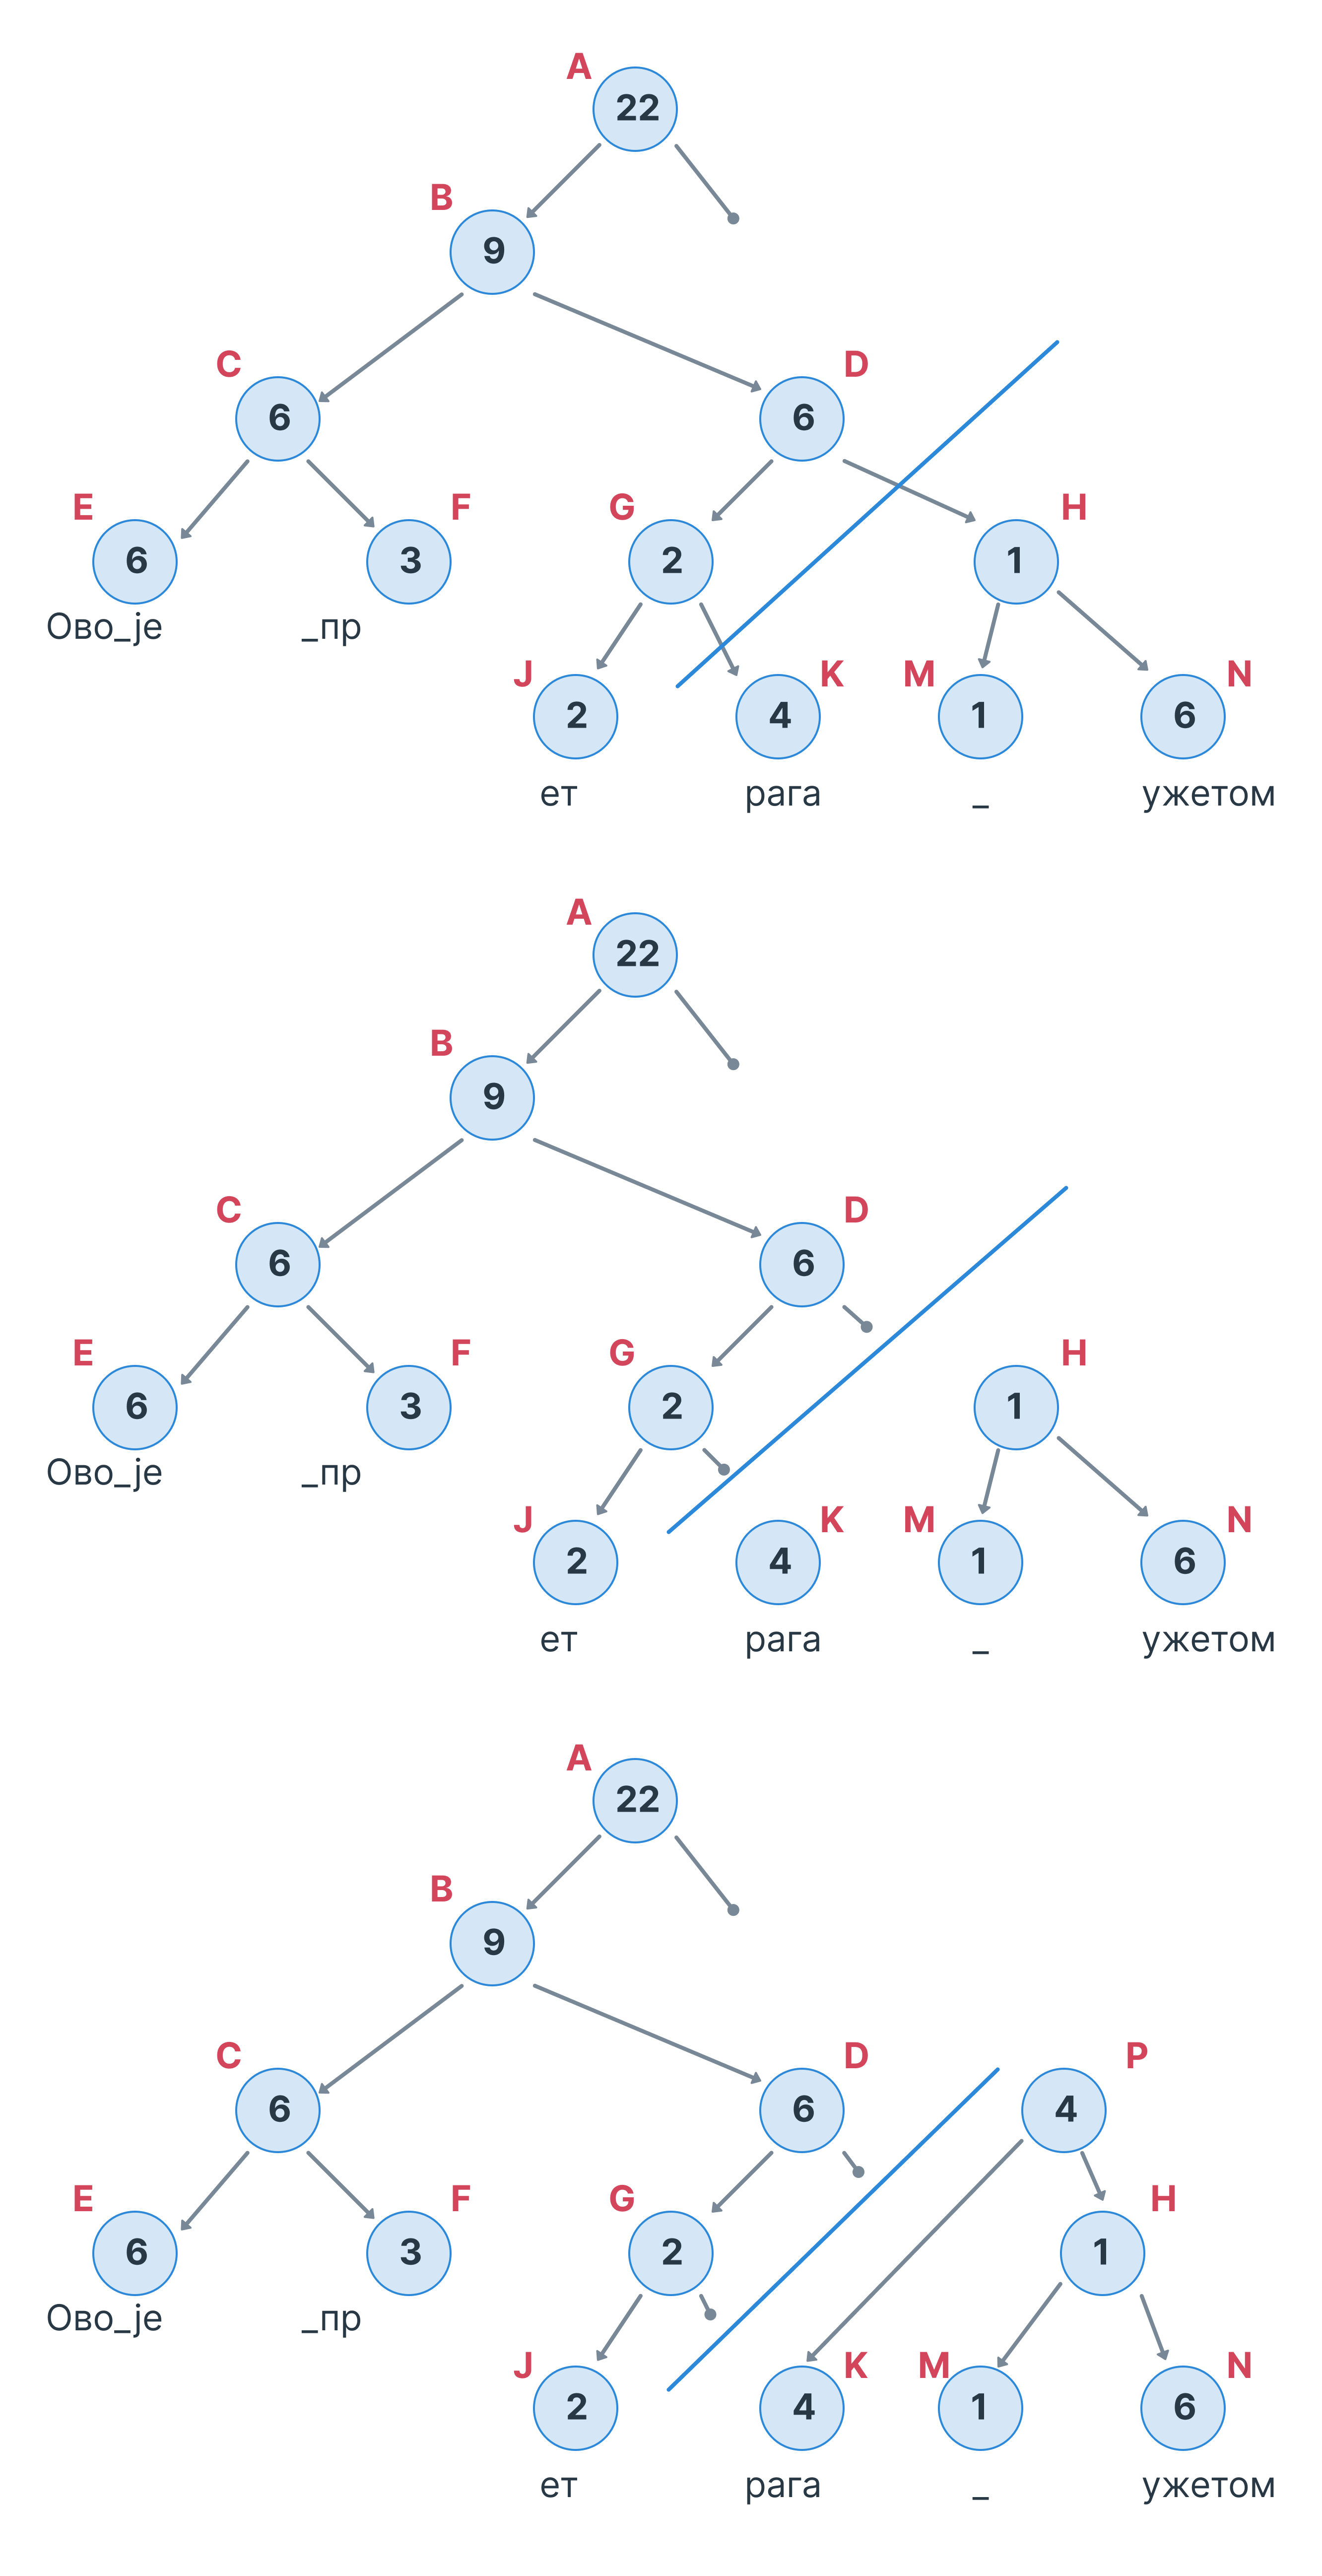 A
22
B
9
C
6
D
6
E
6
F
3
G
2
H
1
Ово_је
_пр
J
2
K
4
M
1
N
6
ет
рага
_
ужетом
A
22
B
9
C
6
D
6
E
6
F
3
G
2
H
1
Ово_је
_пр
J
2
K
4
M
1
N
6
ет
рага
_
ужетом
A
22
B
9
C
6
D
6
P
4
E
6
F
3
G
2
H
1
Ово_је
_пр
J
2
K
4
M
1
N
6
ет
рага
_
ужетом